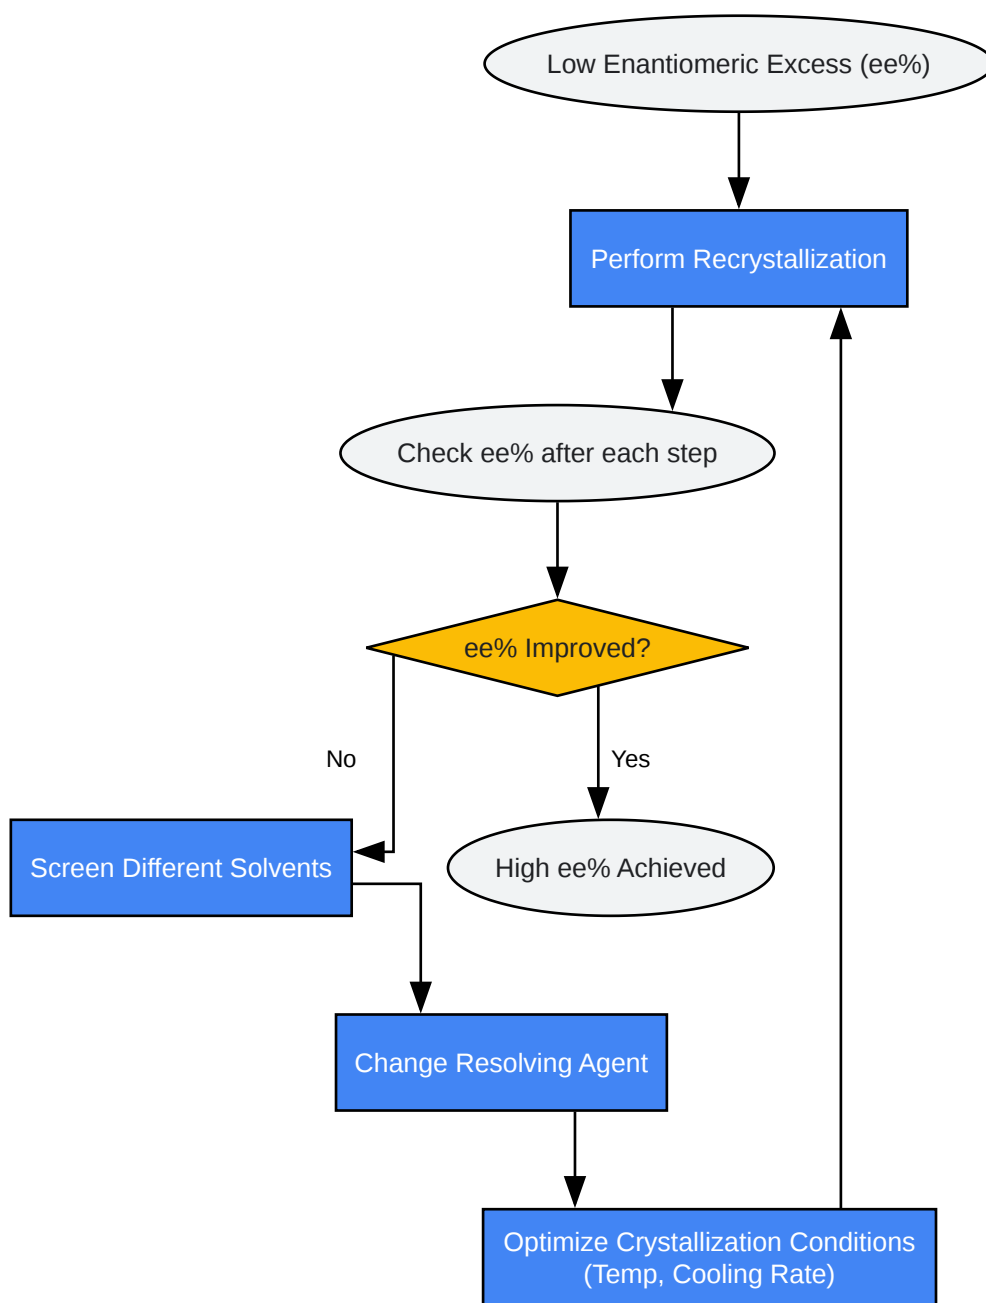 Low Enantiomeric Excess (ee%)
Perform Recrystallization
Check ee% after each step
ee% Improved?
No
Yes
Screen Different Solvents
High ee% Achieved
Change Resolving Agent
Optimize Crystallization Conditions
(Temp, Cooling Rate)